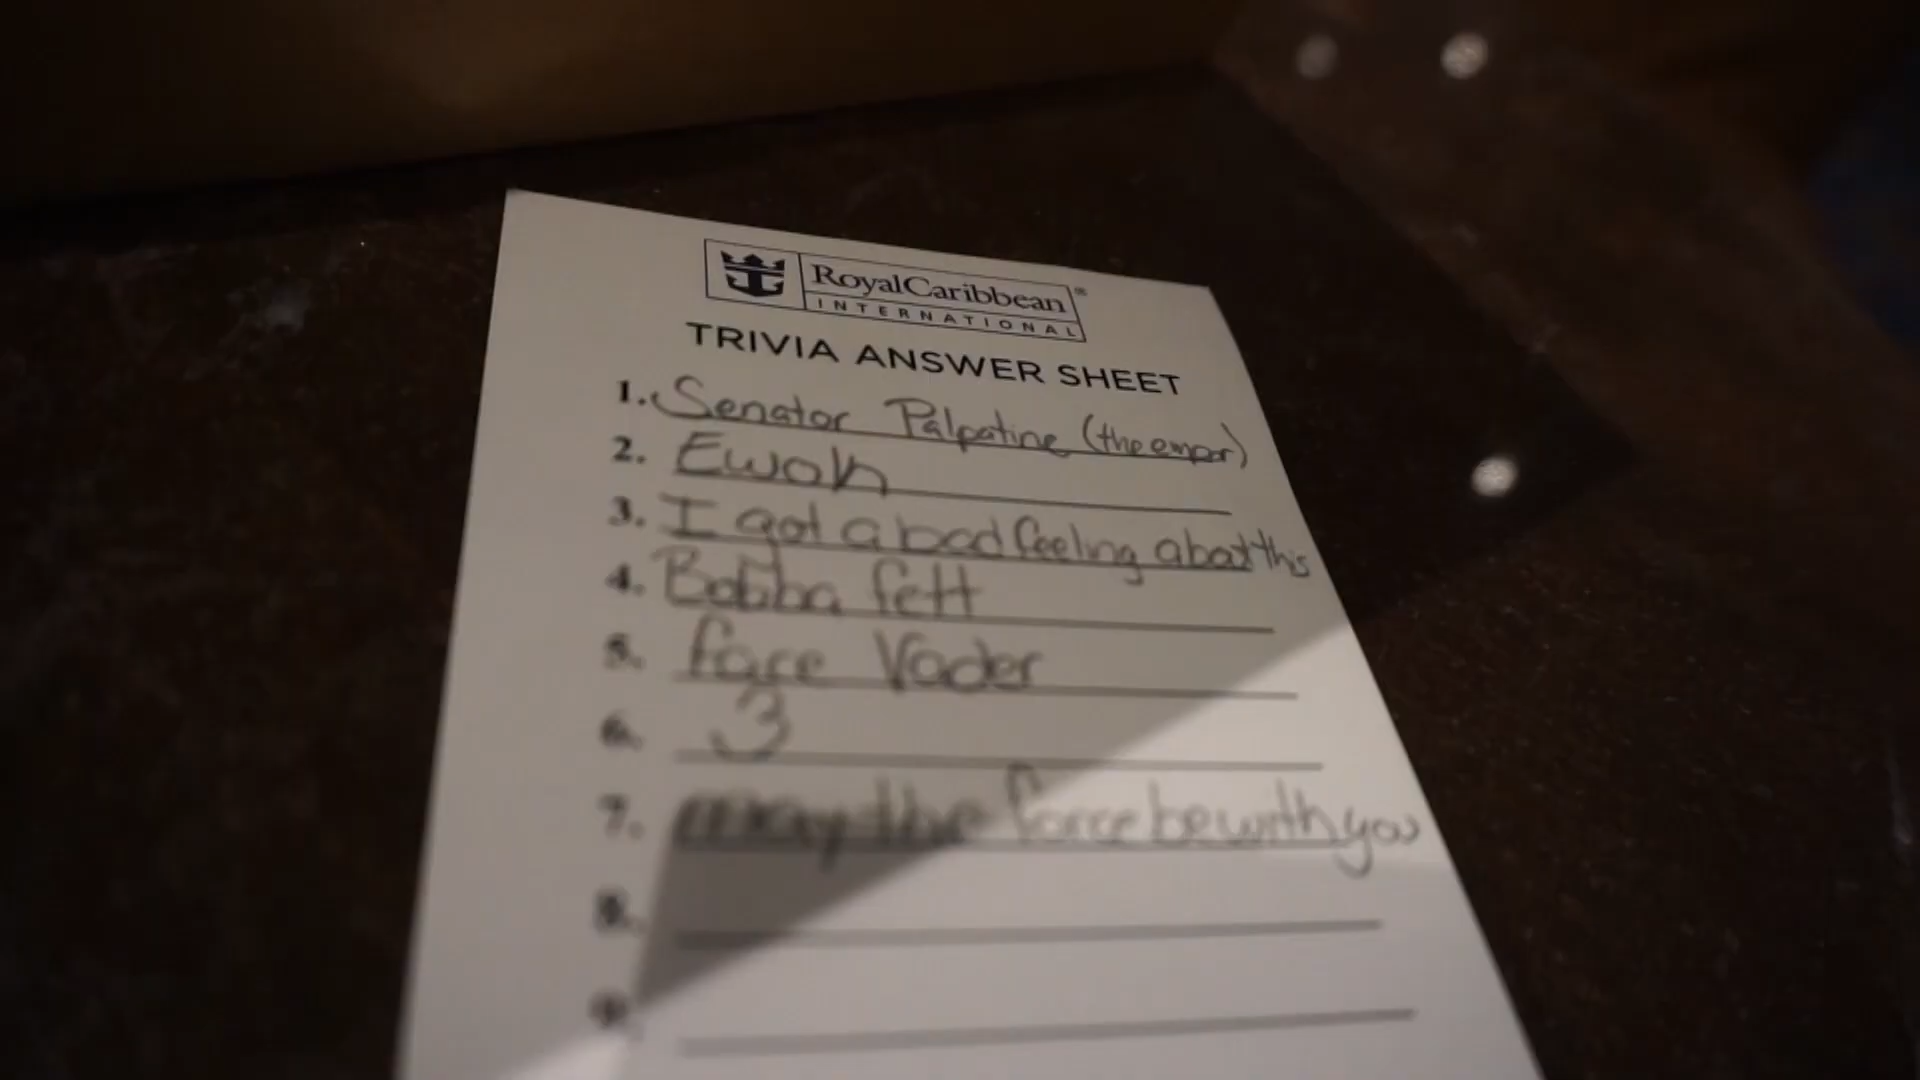 RoyalCaribbean®
INTERNATIONAL
TRIVIA ANSWER SHEET
1. Senator Palpatine (the empor)
2. Ewok
3. I got a bad feeling about this
4. Bobba fett
5. face Vader
6. 3
7. may the force be with you
8.
9.